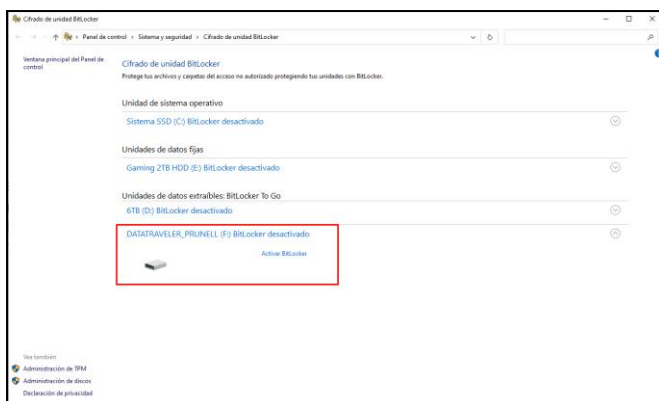 Cifrado de unidad BitLocker
Panel de control › Sistema y seguridad › Cifrado de unidad BitLocker
Ventana principal del Panel de
control
Cifrado de unidad BitLocker
Protege tus archivos y carpetas del acceso no autorizado protegiendo tus unidades con BitLocker.
Unidad de sistema operativo
Sistema SSD (C:) BitLocker desactivado
Unidades de datos fijas
Gaming 2TB HDD (E:) BitLocker desactivado
Unidades de datos extraíbles: BitLocker To Go
6TB (D:) BitLocker desactivado
DATATRAVELER_PRUNELL (F:) BitLocker desactivado
Activar BitLocker
Vea también
Administración de TPM
Administración de discos
Declaración de privacidad